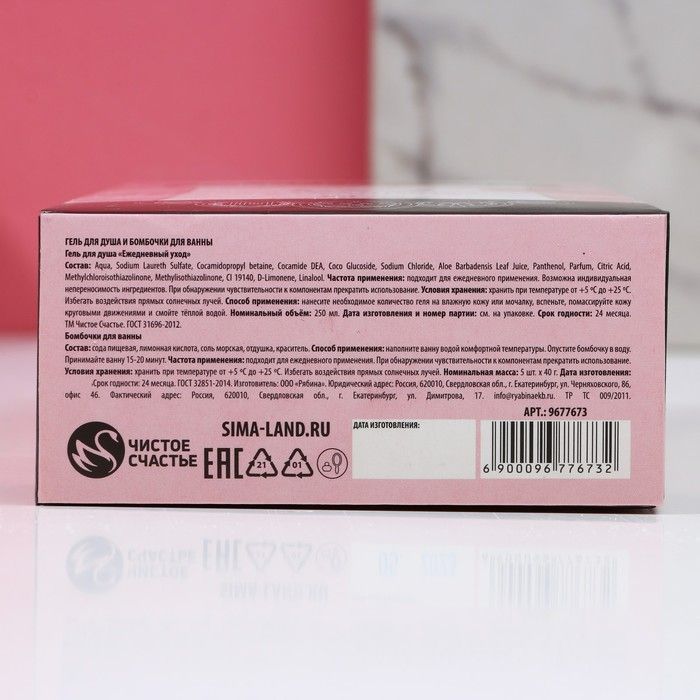 ГЕЛЬ ДЛЯ ДУША И БОМБОЧКИ ДЛЯ ВАННЫ
Гель для душа «Ежедневный уход»
Состав: Aqua, Sodium Laureth Sulfate, Cocamidopropyl betaine, Cocamide DEA, Coco Glucoside, Sodium Chloride, Aloe Barbadensis Leaf Juice, Panthenol, Parfum, Citric Acid,
Methylchloroisothiazolinone, Methylisothiazolinone, CI 19140, D-Limonene, Linalool. Частота применения: подходит для ежедневного применения. Возможна индивидуальная
непереносимость ингредиентов. При обнаружении чувствительности к компонентам прекратить использование. Условия хранения: хранить при температуре от +5 ºC до +25 ºC.
Избегать воздействия прямых солнечных лучей. Способ применения: нанесите необходимое количество геля на влажную кожу или мочалку, вспеньте, помассируйте кожу
круговыми движениями и смойте тёплой водой. Номинальный объём: 250 мл. Дата изготовления и номер партии: см. на упаковке. Срок годности: 24 месяца.
ТМ Чистое Счастье. ГОСТ 31696-2012.
Бомбочки для ванны
Состав: сода пищевая, лимонная кислота, соль морская, отдушка, краситель. Способ применения: наполните ванну водой комфортной температуры. Опустите бомбочку в воду.
Принимайте ванну 15-20 минут. Частота применения: подходит для ежедневного применения. При обнаружении чувствительности к компонентам прекратить использование.
Условия хранения: хранить при температуре от +5 ºC до +25 ºC. Избегать воздействия прямых солнечных лучей. Номинальная масса: 5 шт. х 40 г. Дата изготовления:
Срок годности: 24 месяца. ГОСТ 32851-2014. Изготовитель: ООО «Рябина». Юридический адрес: Россия, 620010, Свердловская обл., г. Екатеринбург, ул. Черняховского, 86,
офис 46. Фактический адрес: Россия, 620010, Свердловская обл., г. Екатеринбург, ул. Димитрова, 17. info@ryabinaekb.ru. ТР ТС 009/2011.
АРТ.: 9677673
ЧИСТОЕ
СЧАСТЬЕ
SIMA-LAND.RU
EAC
21
01
ДАТА ИЗГОТОВЛЕНИЯ:
6 900096 776732